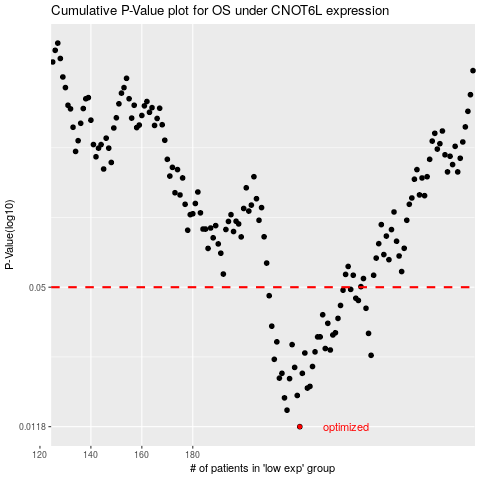 Cumulative P-Value plot for OS under CNOT6L expression
P-Value(log10)
0.05
0.0118
optimized
120 140 160 180
# of patients in 'low exp' group